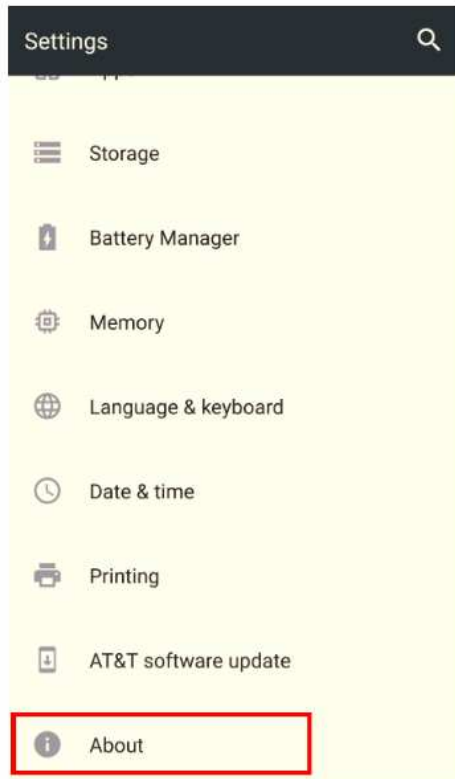 Settings
Storage
Battery Manager
Memory
Language & keyboard
Date & time
Printing
AT&T software update
About